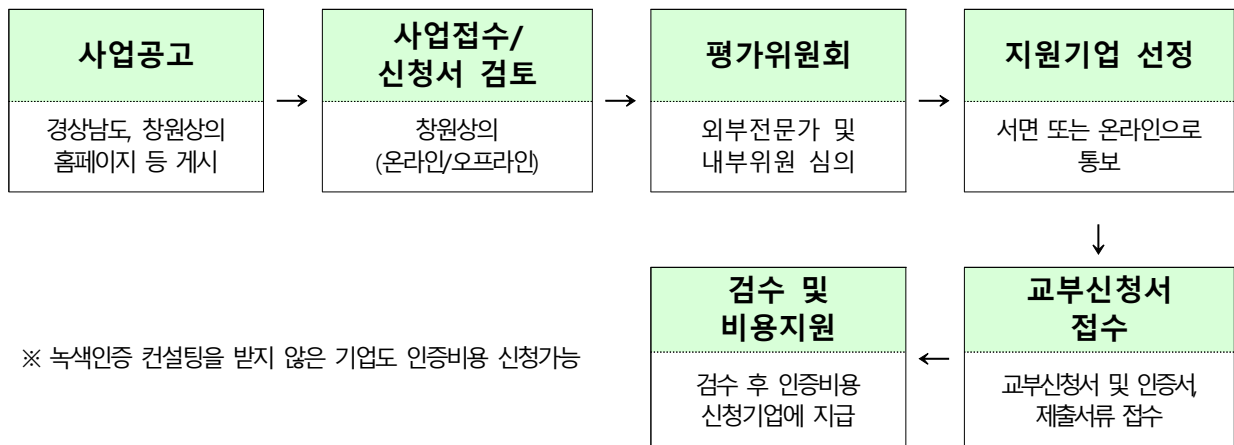 사업공고
경상남도, 창원상의
홈페이지 등 게시
→
사업접수/
신청서 검토
창원상의
(온라인/오프라인)
→
평가위원회
외부전문가 및
내부위원 심의
→
지원기업 선정
서면 또는 온라인으로
통보
↓
교부신청서
접수
교부신청서 및 인증서,
제출서류 접수
←
검수 및
비용지원
검수 후 인증비용
신청기업에 지급
※ 녹색인증 컨설팅을 받지 않은 기업도 인증비용 신청가능